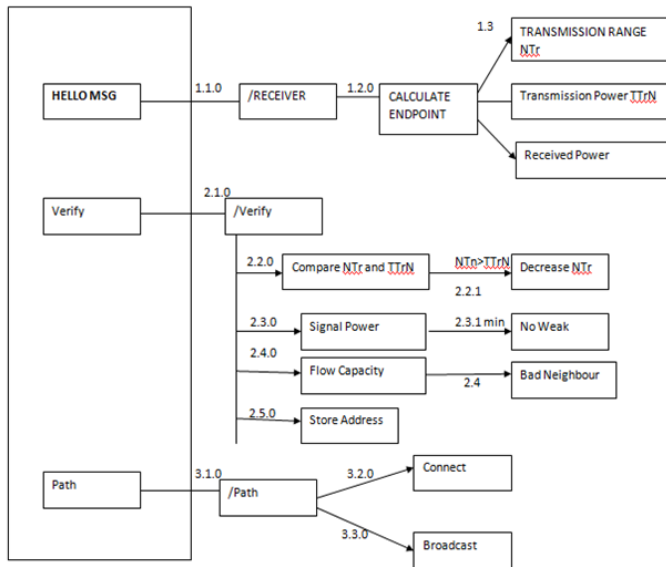 1.3
TRANSMISSION RANGE
NTr
HELLO MSG
1.1.0
/RECEIVER
1.2.0
CALCULATE
ENDPOINT
Transmission Power TTrN
Received Power
Verify
2.1.0
/Verify
2.2.0
Compare NTr and TTrN
NTn>TTrN
2.2.1
Decrease NTr
2.3.0
Signal Power
2.3.1 min
No Weak
2.4.0
Flow Capacity
2.4
Bad Neighbour
2.5.0
Store Address
Path
3.1.0
/Path
3.2.0
Connect
3.3.0
Broadcast